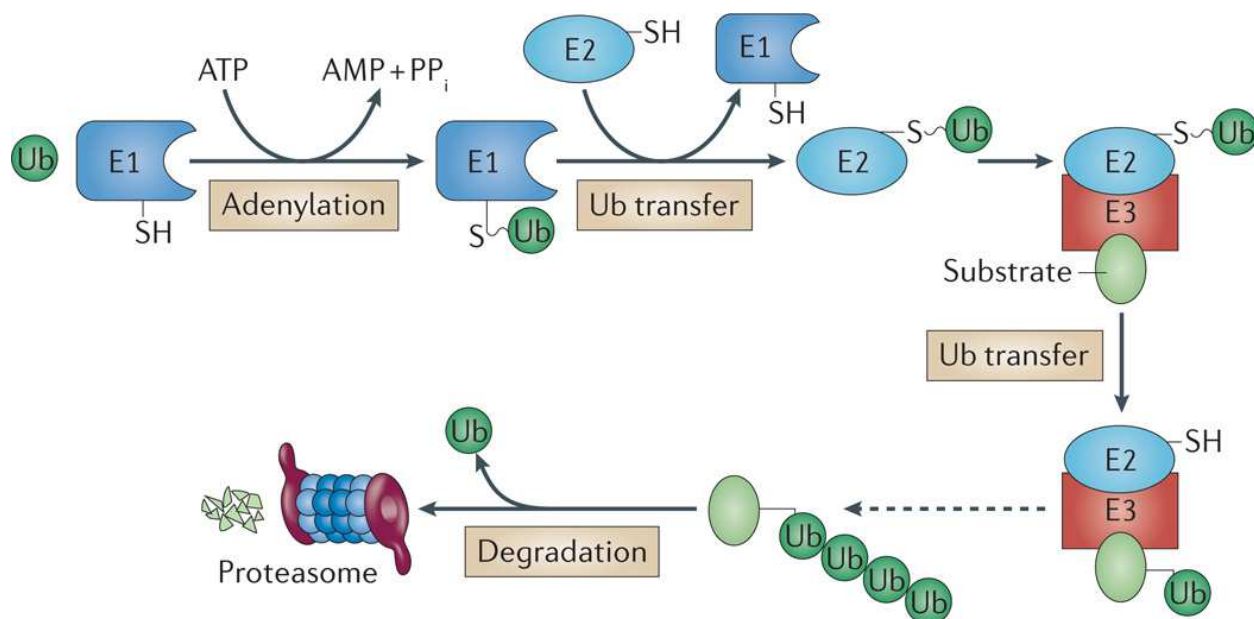 Ub
E1
SH
ATP
AMP + PPi
Adenylation
E1
S
Ub
E2
SH
E1
SH
Ub transfer
E2
S
Ub
E2
S
Ub
E3
Substrate
Ub transfer
E2
SH
E3
Ub
Ub
Ub
Ub
Ub
Ub
Degradation
Proteasome